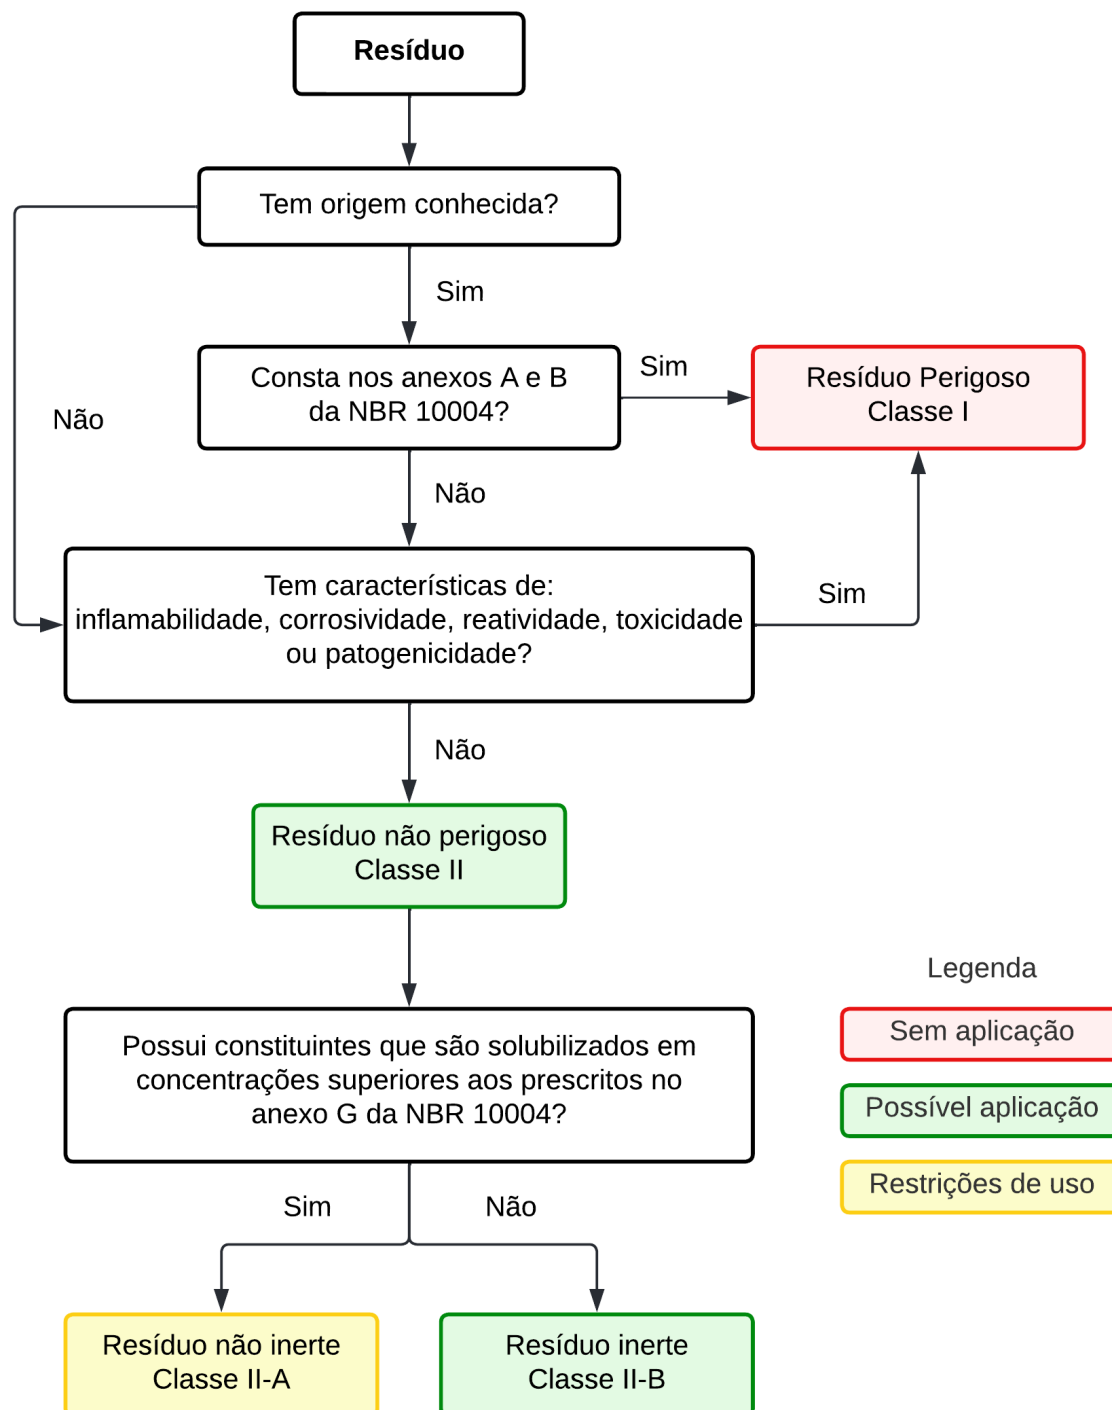 Resíduo
Tem origem conhecida?
Sim
Consta nos anexos A e B
da NBR 10004?
Sim
Resíduo Perigoso
Classe I
Não
Não
Tem características de:
inflamabilidade, corrosividade, reatividade, toxicidade
ou patogenicidade?
Sim
Não
Resíduo não perigoso
Classe II
Possui constituintes que são solubilizados em
concentrações superiores aos prescritos no
anexo G da NBR 10004?
Sim
Não
Resíduo não inerte
Classe II-A
Resíduo inerte
Classe II-B
Legenda
Sem aplicação
Possível aplicação
Restrições de uso